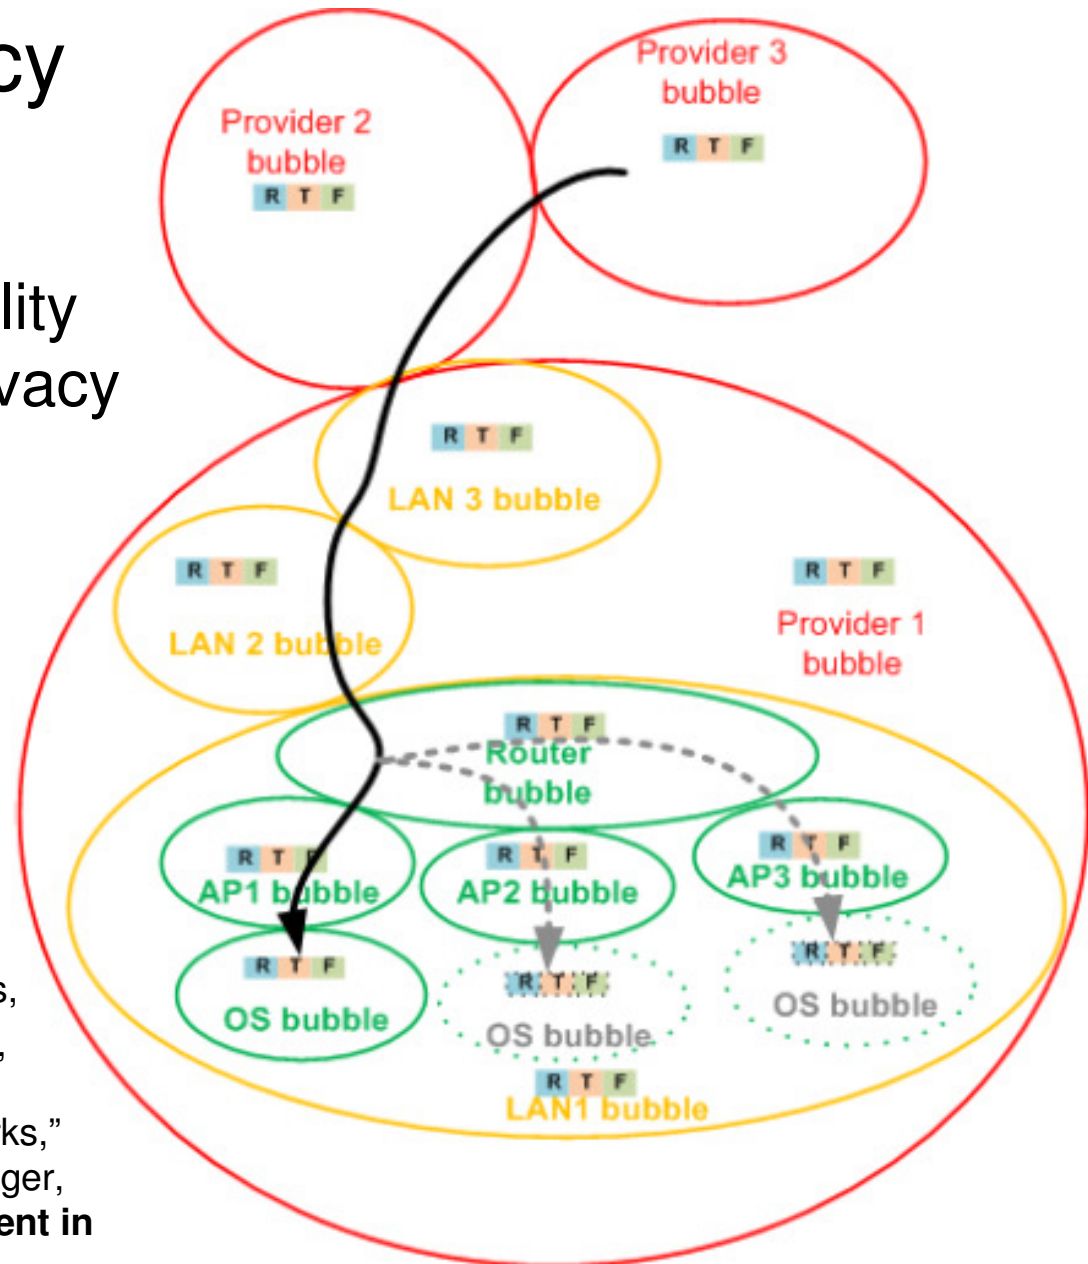 cy
lity
vacy
s,
,
ks,”
ger,
ent in
Provider 2
bubble
R T F
Provider 3
bubble
R T F
R T F
LAN 3 bubble
R T F
LAN 2 bubble
R T F
Provider 1
bubble
R T F
Router
bubble
R T F
AP1 bubble
R T F
AP2 bubble
R T F
AP3 bubble
R T F
OS bubble
R T F
OS bubble
R T F
OS bubble
R T F
LAN1 bubble